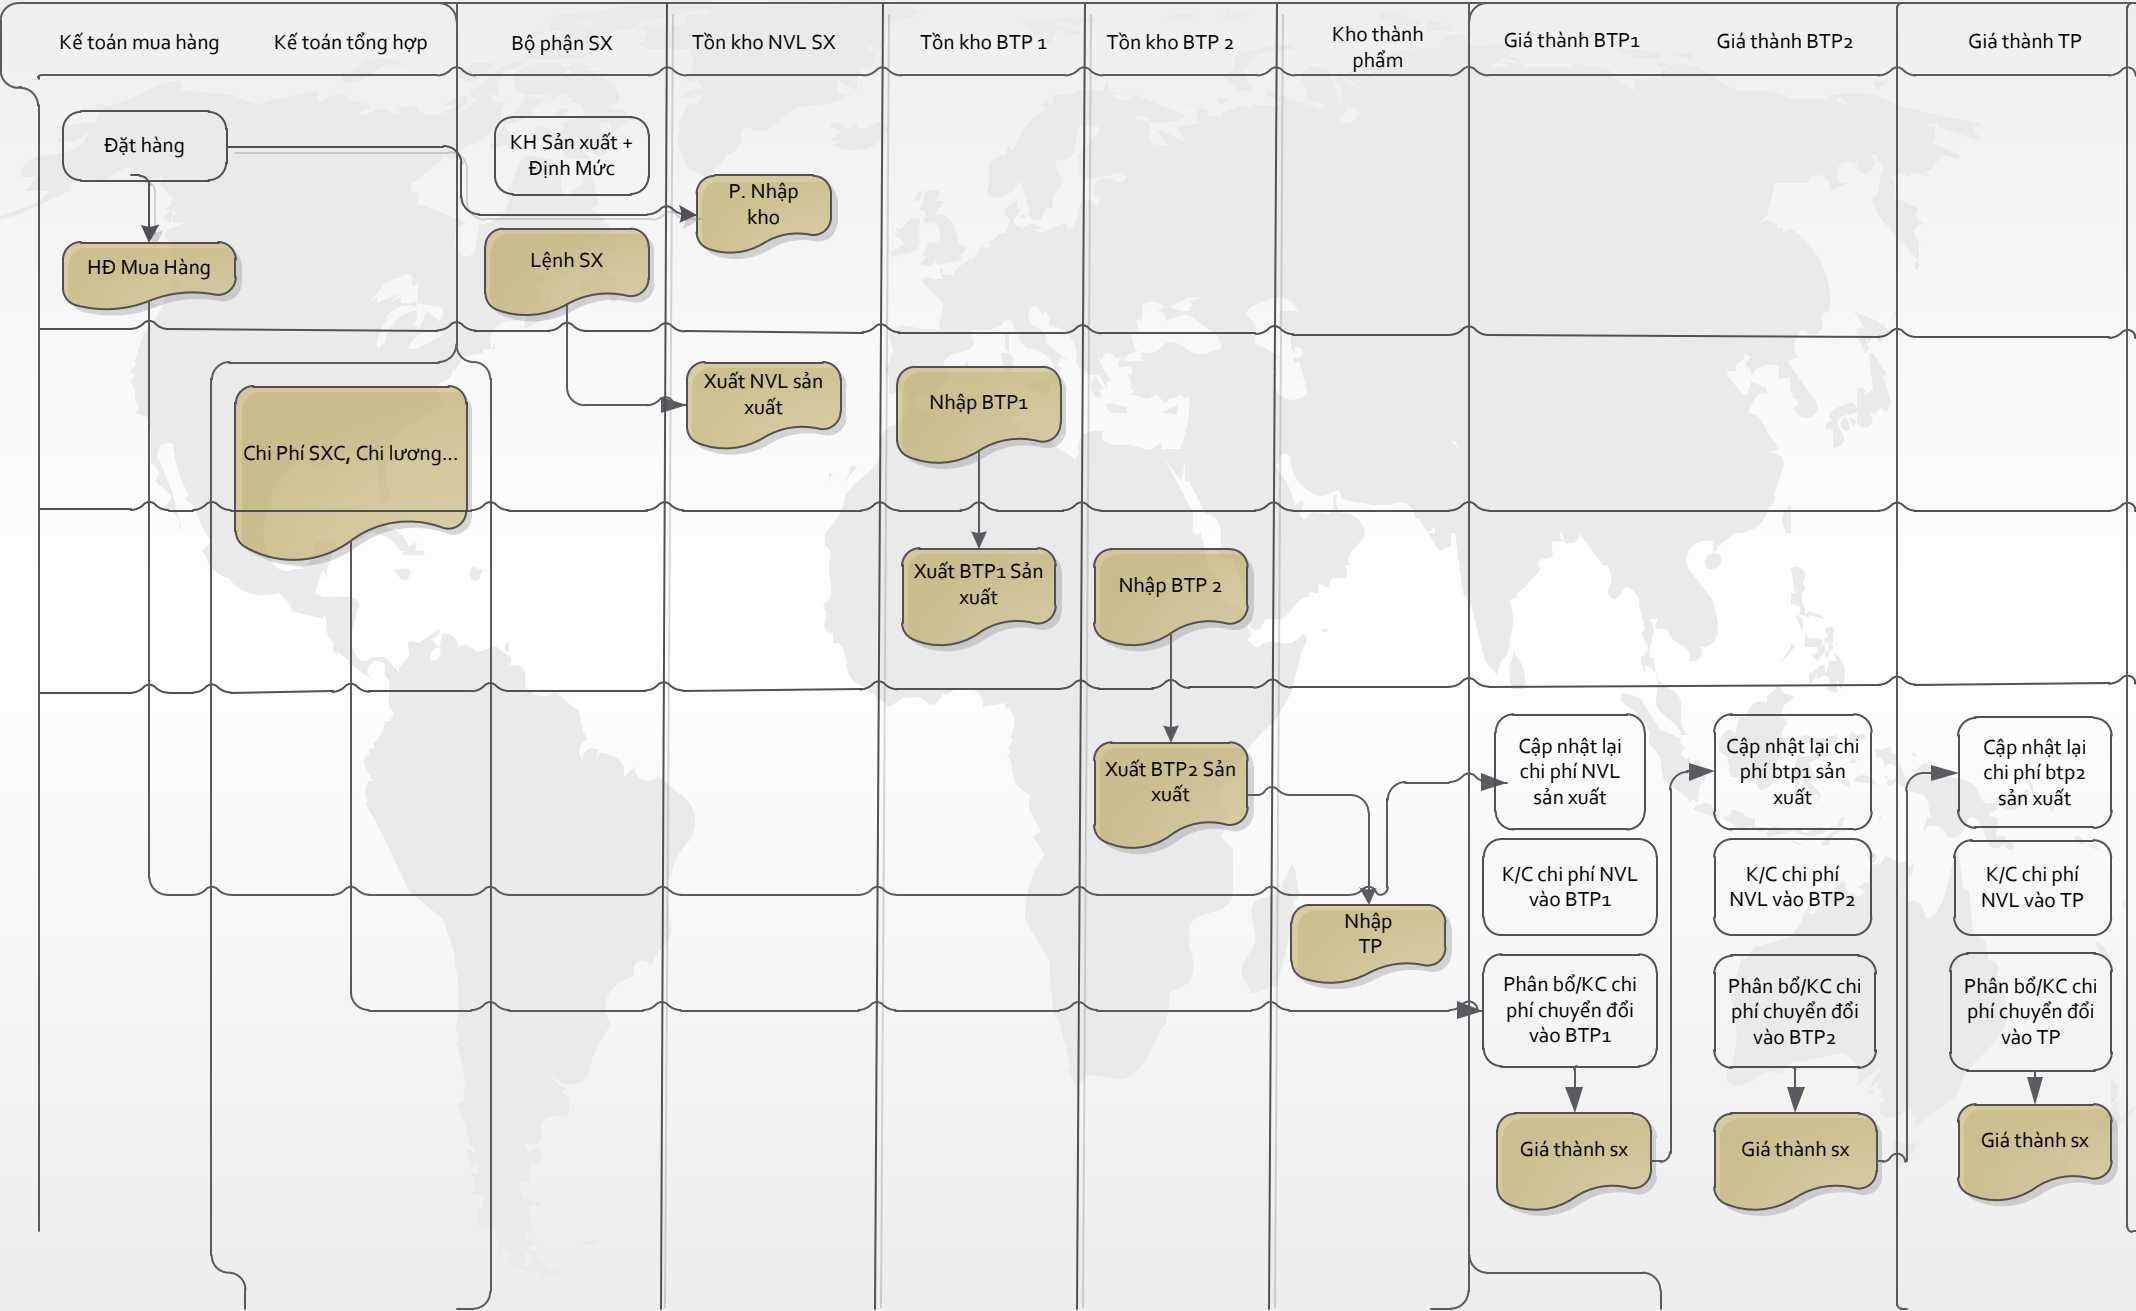 Kế toán mua hàng
Kế toán tổng hợp
Bộ phận SX
Tồn kho NVL SX
Tồn kho BTP 1
Tồn kho BTP 2
Kho thành
phẩm
Giá thành BTP1
Giá thành BTP2
Giá thành TP
Đặt hàng
KH Sản xuất +
Định Mức
P. Nhập
kho
HĐ Mua Hàng
Lệnh SX
Chi Phí SXC, Chi lương...
Xuất NVL sản
xuất
Nhập BTP1
Xuất BTP1 Sản
xuất
Nhập BTP 2
Xuất BTP2 Sản
xuất
Nhập
TP
Cập nhật lại
chi phí NVL
sản xuất
Cập nhật lại chi
phí btp1 sản
xuất
Cập nhật lại
chi phí btp2
sản xuất
K/C chi phí NVL
vào BTP1
K/C chi phí
NVL vào BTP2
K/C chi phí
NVL vào TP
Phân bổ/KC chi
phí chuyển đổi
vào BTP1
Phân bổ/KC chi
phí chuyển đổi
vào BTP2
Phân bổ/KC chi
phí chuyển đổi
vào TP
Giá thành sx
Giá thành sx
Giá thành sx